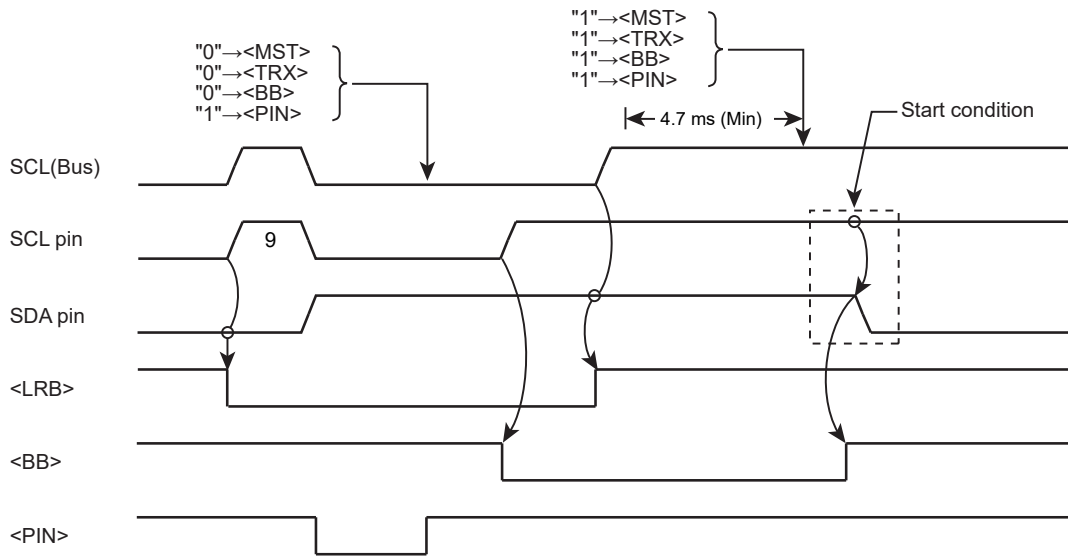 "0"→<MST>
"0"→<TRX>
"0"→<BB>
"1"→<PIN>
"1"→<MST>
"1"→<TRX>
"1"→<BB>
"1"→<PIN>
4.7 ms (Min)
Start condition
SCL(Bus)
SCL pin
9
SDA pin
<LRB>
<BB>
<PIN>